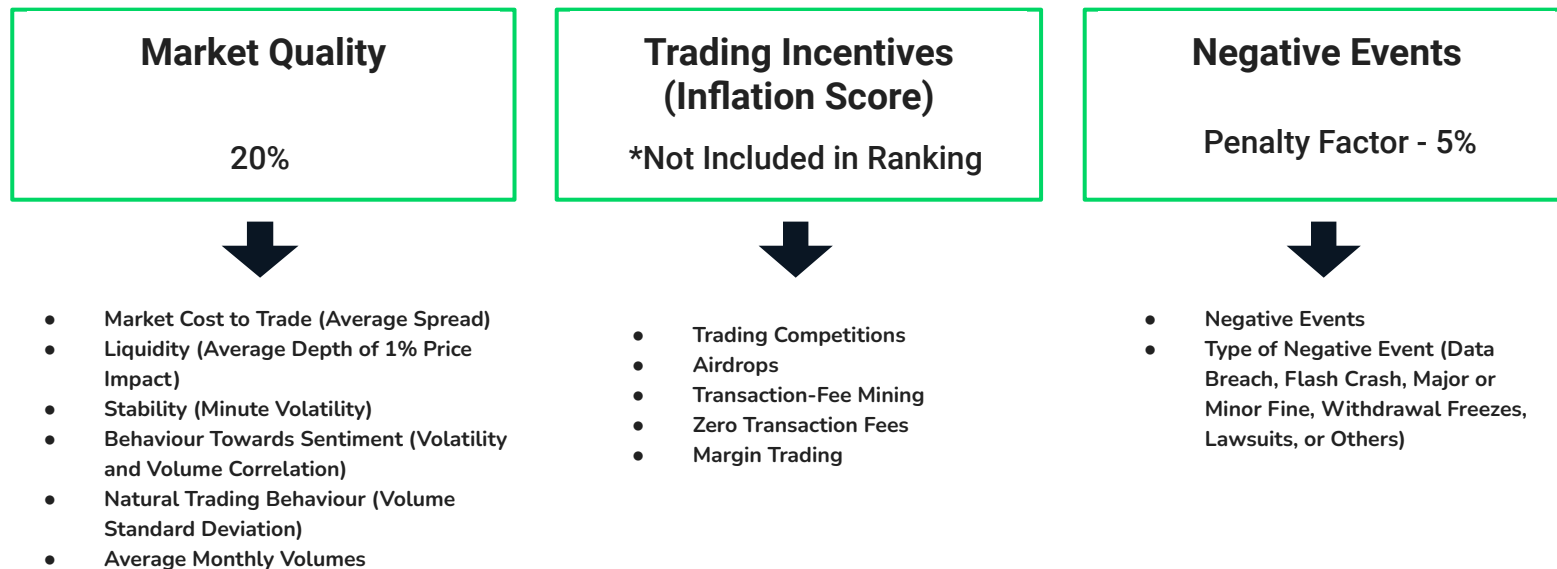 Market Quality
20%
Trading Incentives
(Inflation Score)
*Not Included in Ranking
Negative Events
Penalty Factor - 5%
● Market Cost to Trade (Average Spread)
● Liquidity (Average Depth of 1% Price
Impact)
● Stability (Minute Volatility)
● Behaviour Towards Sentiment (Volatility
and Volume Correlation)
● Natural Trading Behaviour (Volume
Standard Deviation)
● Average Monthly Volumes
● Trading Competitions
● Airdrops
● Transaction-Fee Mining
● Zero Transaction Fees
● Margin Trading
● Negative Events
● Type of Negative Event (Data
Breach, Flash Crash, Major or
Minor Fine, Withdrawal Freezes,
Lawsuits, or Others)